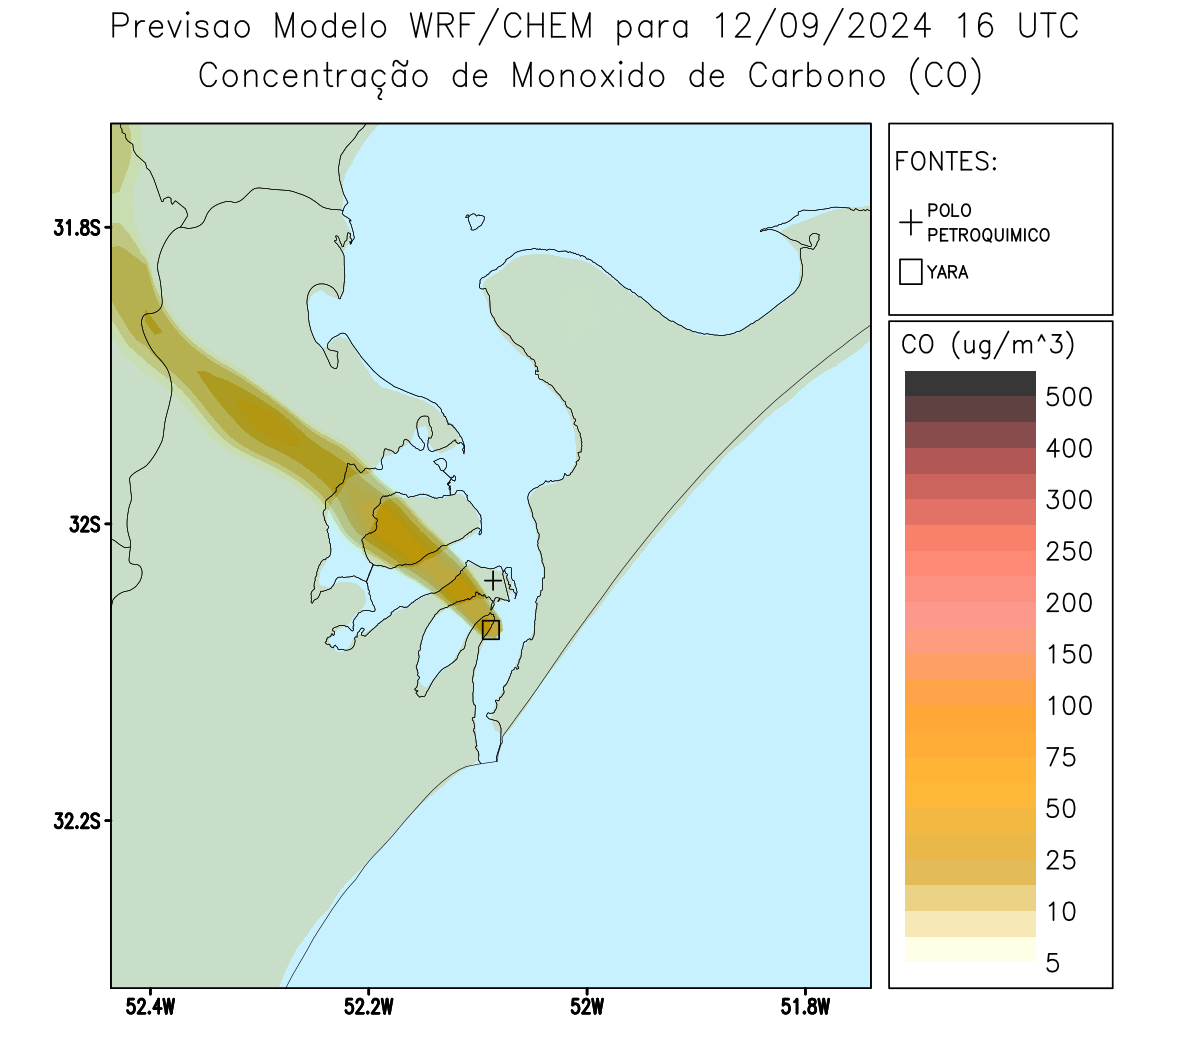 Previsao Modelo WRF/CHEM para 12/09/2024 16 UTC
Concentração de Monoxido de Carbono (CO)
FONTES:
POLO
PETROQUIMICO
YARA
31.8S
32S
32.2S
52.4W
52.2W
52W
51.8W
CO (ug/m^3)
500
400
300
250
200
150
100
75
50
25
10
5